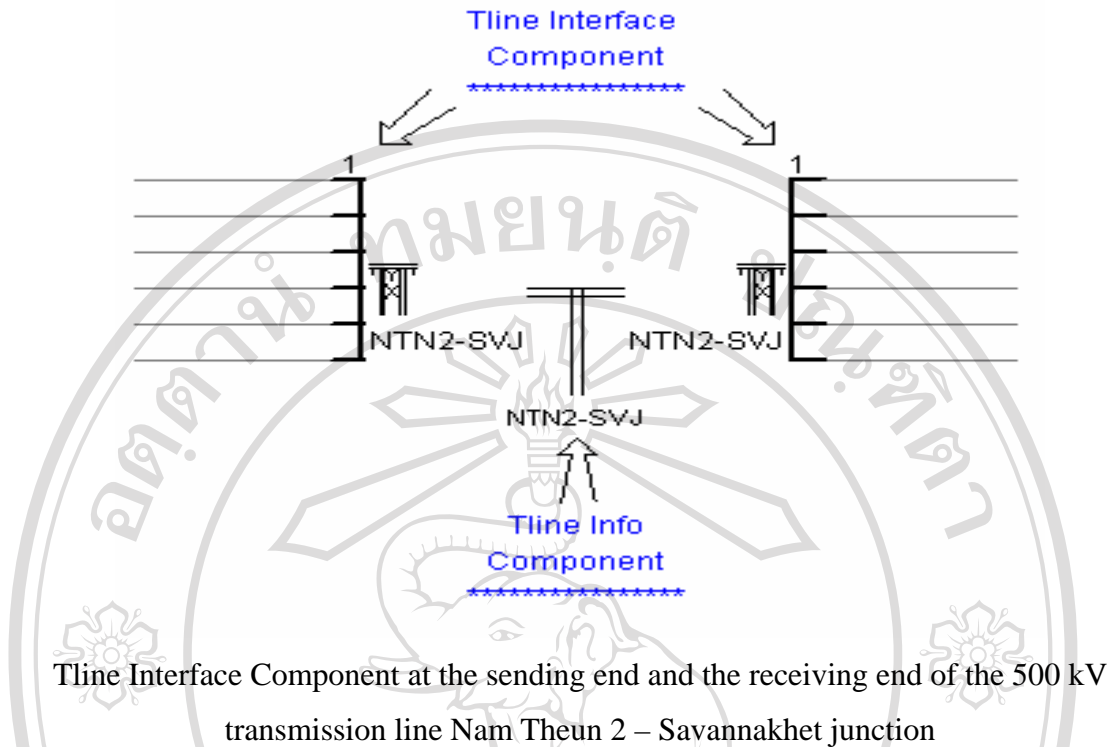 Tline Interface
Component
****************
1
1
NTN2-SVJ
NTN2-SVJ
NTN2-SVJ
Tline Info
Component
****************
Tline Interface Component at the sending end and the receiving end of the 500 kV
transmission line Nam Theun 2 – Savannakhet junction